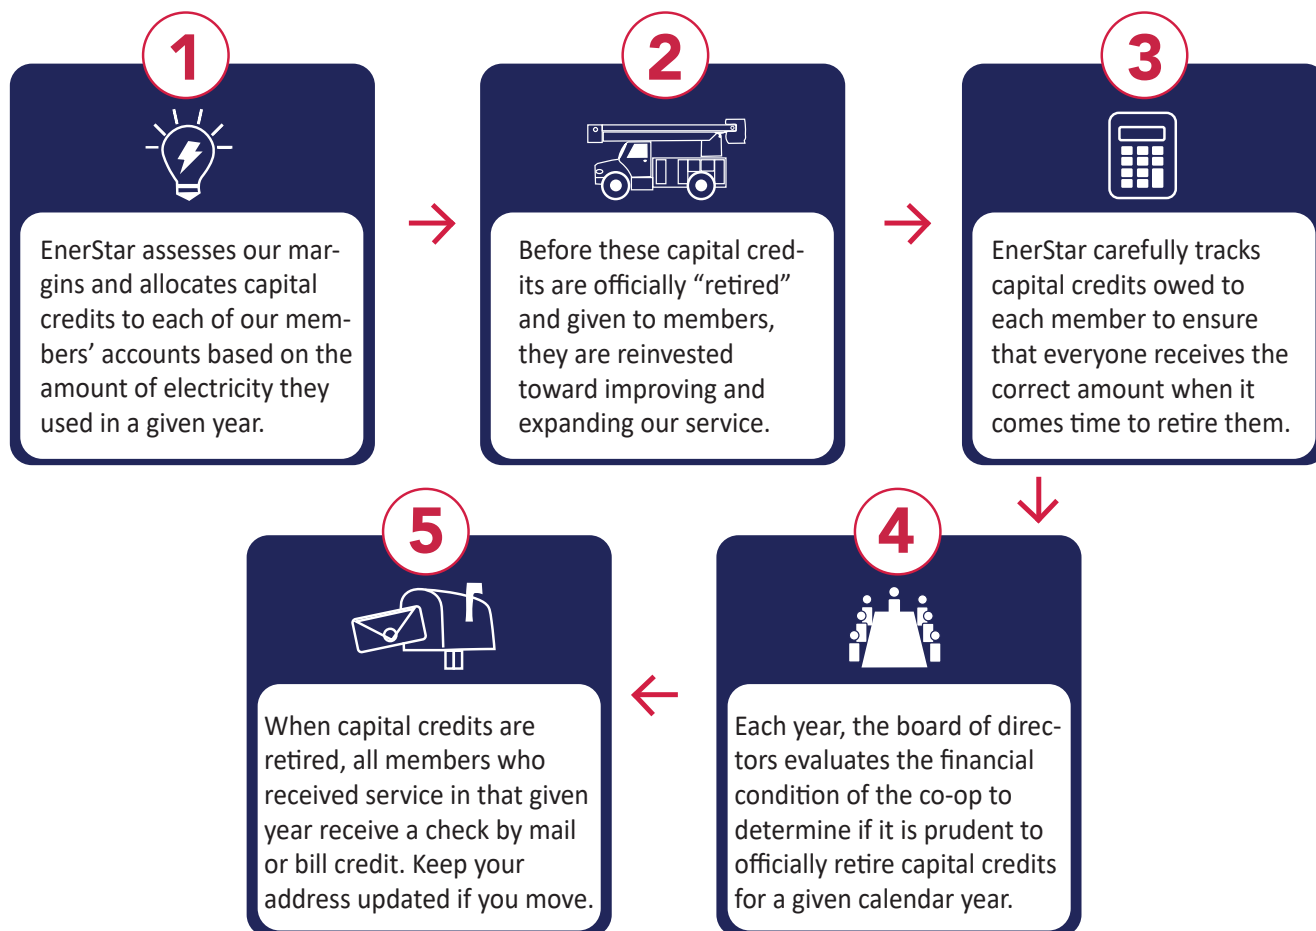 1
EnerStar assesses our mar-
gins and allocates capital
credits to each of our mem-
bers’ accounts based on the
amount of electricity they
used in a given year.
2
Before these capital cred-
its are officially “retired”
and given to members,
they are reinvested
toward improving and
expanding our service.
3
EnerStar carefully tracks
capital credits owed to
each member to ensure
that everyone receives the
correct amount when it
comes time to retire them.
4
Each year, the board of direc-
tors evaluates the financial
condition of the co-op to
determine if it is prudent to
officially retire capital credits
for a given calendar year.
5
When capital credits are
retired, all members who
received service in that given
year receive a check by mail
or bill credit. Keep your
address updated if you move.